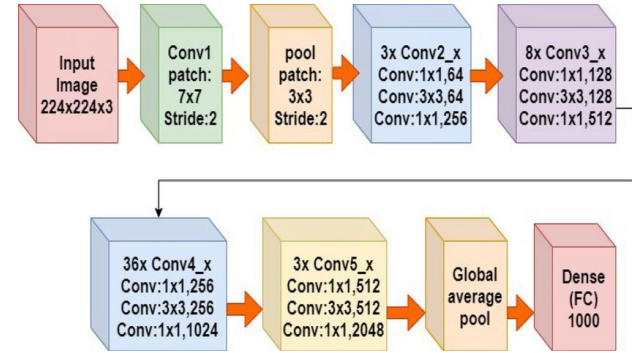 Input
Image
224x224x3
Conv1
patch:
7x7
Stride:2
pool
patch:
3x3
Stride:2
3x Conv2_x
Conv:1x1,64
Conv:3x3,64
Conv:1x1,256
8x Conv3_x
Conv:1x1,128
Conv:3x3,128
Conv:1x1,512
36x Conv4_x
Conv:1x1,256
Conv:3x3,256
Conv:1x1,1024
3x Conv5_x
Conv:1x1,512
Conv:3x3,512
Conv:1x1,2048
Global
average
pool
Dense
(FC)
1000